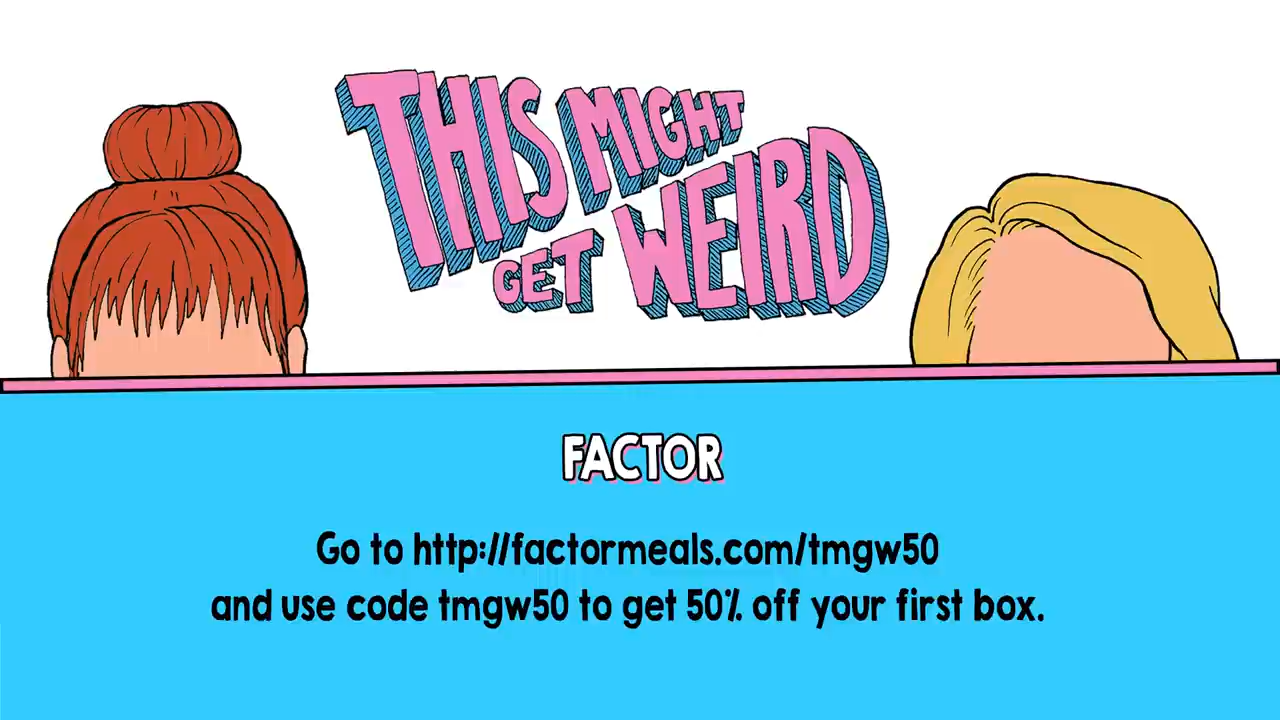 THIS MIGHT
GET WEIRD
FACTOR
Go to http://factormeals.com/tmgw50
and use code tmgw50 to get 50% off your first box.